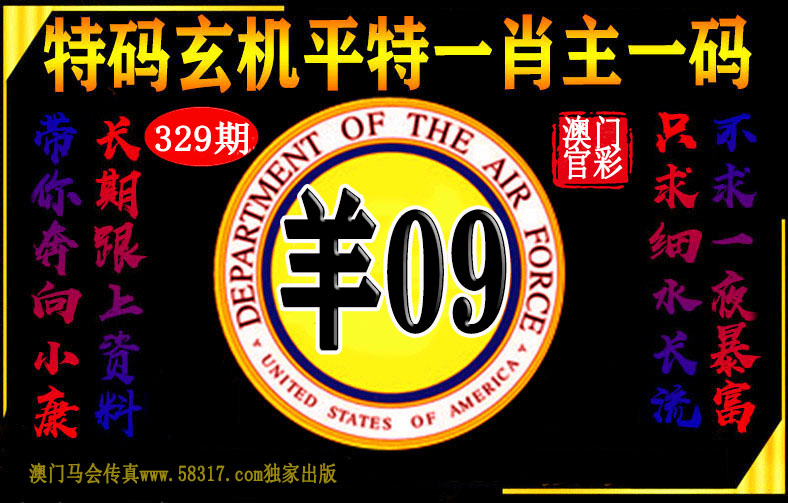 特码玄机平特一肖主一码
329期
澳门
官彩
不求一夜暴富
只求细水长流
长期跟上资料
带你奔向小康
DEPARTMENT OF THE AIR FORCE
羊09
UNITED STATES OF AMERICA
澳门马会传真www.58317.com独家出版